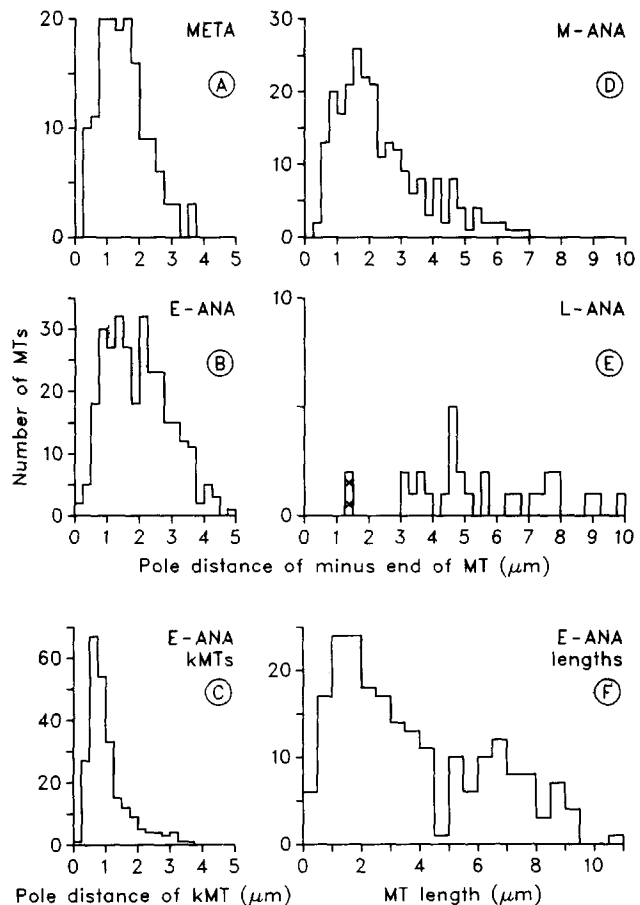 META
A
20
10
0
0 1 2 3 4 5
M-ANA
D
30
20
10
0
0 1 2 3 4 5 6 7 8 9 10
E-ANA
B
30
20
10
0
0 1 2 3 4 5
L-ANA
E
10
0
0 1 2 3 4 5 6 7 8 9 10
Number of MTs
Pole distance of minus end of MT (μm)
E-ANA
kMTs
C
60
40
20
0
0 1 2 3 4 5
Pole distance of kMT (μm)
E-ANA
lengths
F
20
10
0
0 2 4 6 8 10
MT length (μm)